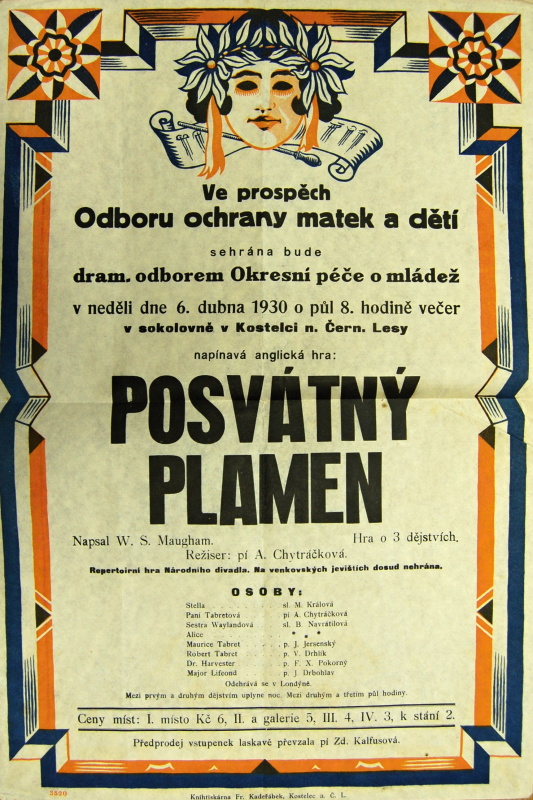 Ve prospěch
Odboru ochrany matek a dětí
sehrána bude
dram. odborem Okresní péče o mládež
v neděli dne 6. dubna 1930 o půl 8. hodině večer
v sokolovně v Kostelci n. Čern. Lesy
napínavá anglická hra:
POSVÁTNÝ
PLAMEN
Napsal W. S. Maugham. Hra o 3 dějstvích.
Režiser: pí A. Chytráčková.
Repertoirní hra Národního divadla. Na venkovských jevištích dosud nehrána.
OSOBY:
Stella . . . . . . . sl. M. Králová
Paní Tabretová . . . . pí A. Chytráčková
Sestra Waylandová . . . sl. B. Navrátilová
Alice . . . . . . . * * *
Maurice Tabret . . . . . p. J. Jersenský
Robert Tabret . . . . . p. V. Drhlík
Dr. Harvester . . . . . p. F. X. Pokorný
Major Lifeond . . . . . p. J. Drbohlav
Odehrává se v Londýně.
Mezi prvým a druhým dějstvím uplyne noc. Mezi druhým a třetím půl hodiny.
Ceny míst: I. místo Kč 6, II. a galerie 5, III. 4, IV. 3, k stání 2.
Předprodej vstupenek laskavě převzala pí Zd. Kalfusová.
3520
Knihtiskárna Fr. Kadeřábek, Kostelec n. Č. L.